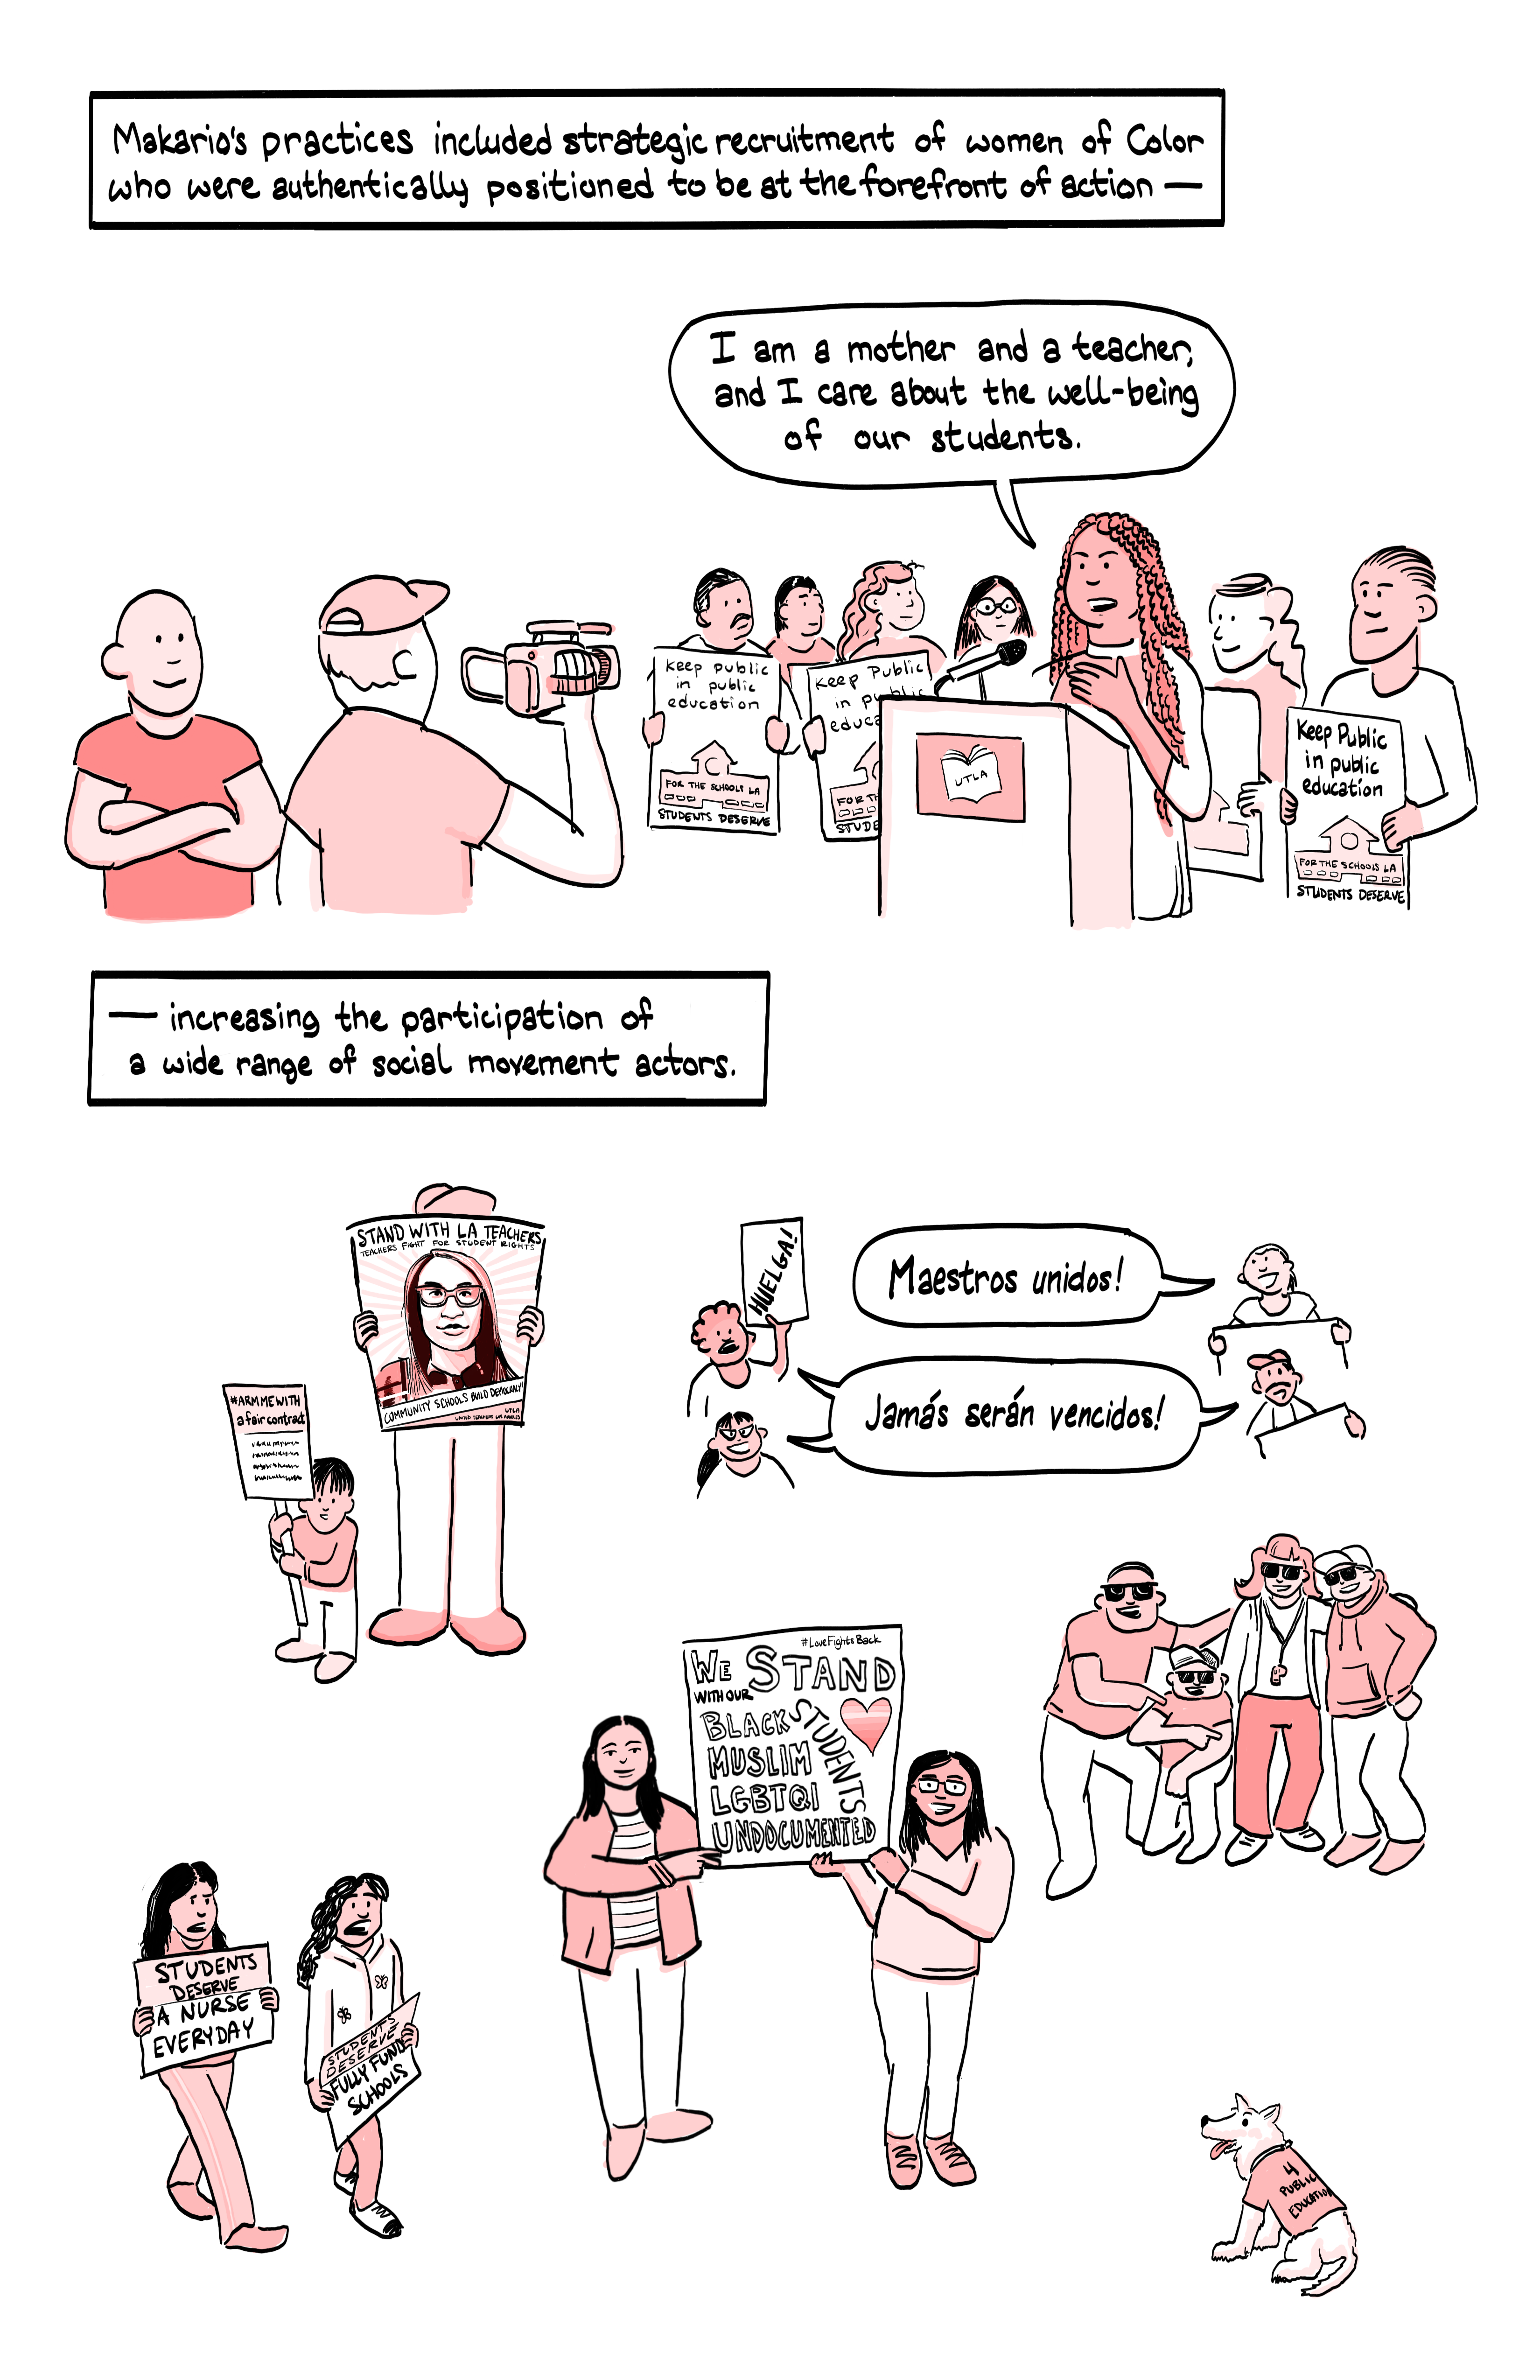 Makario's practices included strategic recruitment of women of Color
who were authentically positioned to be at the forefront of action —
I am a mother and a teacher,
and I care about the well-being
of our students.
Keep public
in public
education
FOR THE SCHOOLS LA
STUDENTS DESERVE
Keep Public
in public
educa
FOR TH
STUDE
UTLA
Keep Public
in public
education
FOR THE SCHOOLS LA
STUDENTS DESERVE
— increasing the participation of
a wide range of social movement actors.
STAND WITH LA TEACHERS
TEACHERS FIGHT FOR STUDENT RIGHTS
COMMUNITY SCHOOLS BUILD DEMOCRACY!
UTLA
UNITED TEACHERS LOS ANGELES
#ARMMEWITH
a fair contract
HUELGA!
Maestros unidos!
Jamás serán vencidos!
#LoveFightsBack
WE STAND
WITH OUR
BLACK
MUSLIM
LGBTQI
UNDOCUMENTED
STUDENTS
STUDENTS
DESERVE
A NURSE
EVERYDAY
STUDENTS
DESERVE
FULLY FUND
SCHOOLS
4
PUBLIC
EDUCATION